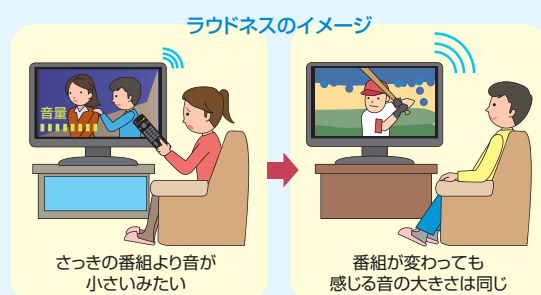 ラウドネスのイメージ
音量
さっきの番組より音が
小さいみたい
番組が変わっても
感じる音の大きさは同じ